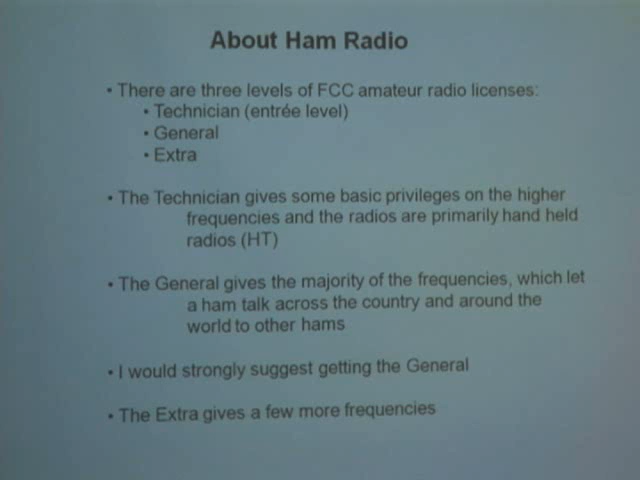 About Ham Radio
• There are three levels of FCC amateur radio licenses:
• Technician (entrée level)
• General
• Extra
• The Technician gives some basic privileges on the higher
frequencies and the radios are primarily hand held
radios (HT)
• The General gives the majority of the frequencies, which let
a ham talk across the country and around the
world to other hams
• I would strongly suggest getting the General
• The Extra gives a few more frequencies